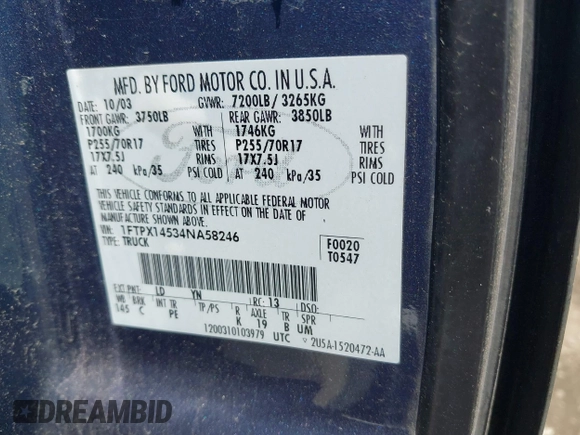 MFD. BY FORD MOTOR CO. IN U.S.A.
DATE: 10/03 GVWR: 7200LB/ 3265KG
FRONT GAWR: 3750LB REAR GAWR: 3850LB
1700KG WITH 1746KG WITH
P255/70R17 TIRES P255/70R17 TIRES
17X7.5J RIMS 17X7.5J RIMS
AT 240 kPa/35 PSI COLD AT 240 kPa/35 PSI COLD
THIS VEHICLE CONFORMS TO ALL APPLICABLE FEDERAL MOTOR
VEHICLE SAFETY STANDARDS IN EFFECT ON THE DATE OF
MANUFACTURE SHOWN ABOVE.
VIN: 1FTPX14534NA58246 F0020
TYPE: TRUCK T0547
EXT PNT: LD YN RC: 13 DSO:
WB BRK INT TR TP/PS R AXLE TR SPR
145 C PE K 19 B UM
1200310103979 UTC 2U5A-1520472-AA
Ford
DREAMBID